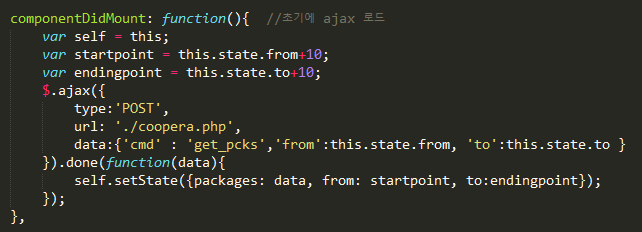 componentDidMount: function(){  //초기에 ajax 로드
    var self = this;
    var startpoint = this.state.from+10;
    var endingpoint = this.state.to+10;
    $.ajax({
        type:'POST',
        url: './coopera.php',
        data:{'cmd' : 'get_pcks','from':this.state.from, 'to':this.state.to }
    }).done(function(data){
        self.setState({packages: data, from: startpoint, to:endingpoint});
    });
},